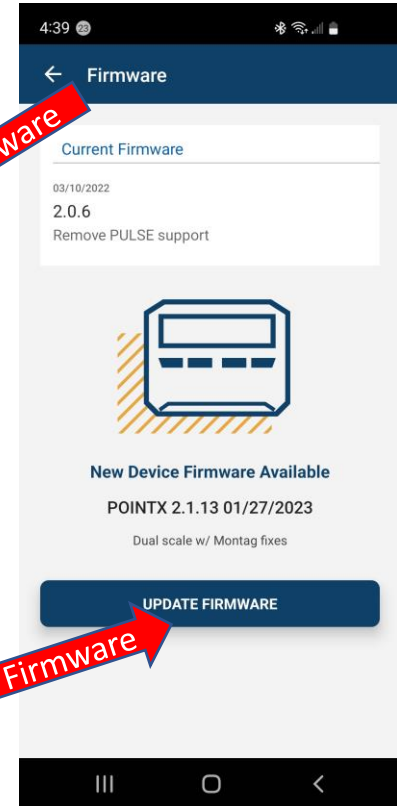 4:39 23
Firmware
ware
Current Firmware
03/10/2022
2.0.6
Remove PULSE support
New Device Firmware Available
POINTX 2.1.13 01/27/2023
Dual scale w/ Montag fixes
UPDATE FIRMWARE
Firmware